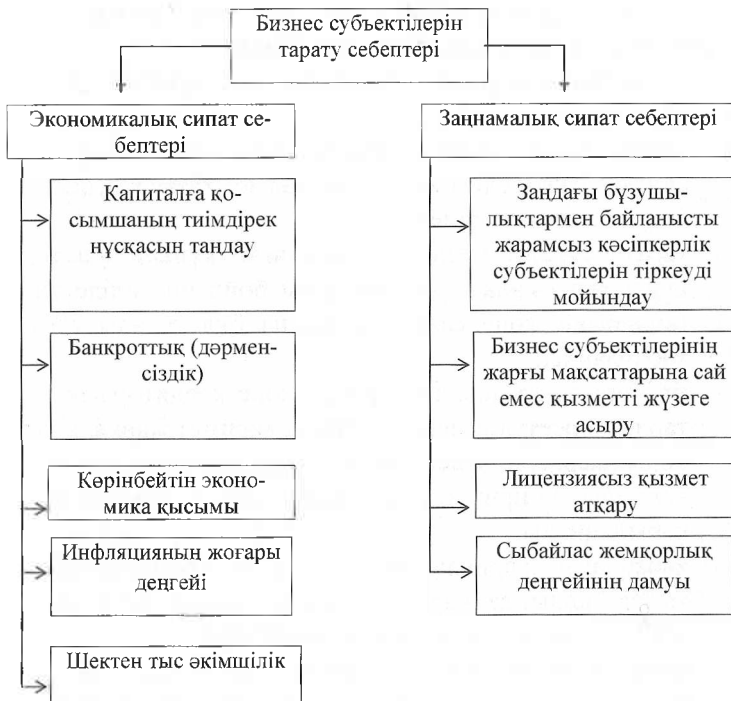 Бизнес субъектілерін
тарату себептері
Экономикалық сипат се-
бептері
Капиталға қо-
сымшаның тиімдірек
нұсқасын таңдау
Банкроттық (дәрмен-
сіздік)
Көрінбейтін эконо-
мика қысымы
Инфляцияның жоғары
деңгейі
Шектен тыс әкімшілік
Заңнамалық сипат себептері
Заңдағы бұзушы-
лықтармен байланысты
жарамсыз кәсіпкерлік
субъектілерін тіркеуді
мойындау
Бизнес субъектілерінің
жарғы мақсаттарына сай
емес қызметті жүзеге
асыру
Лицензиясыз қызмет
атқару
Сыбайлас жемқорлық
деңгейінің дамуы